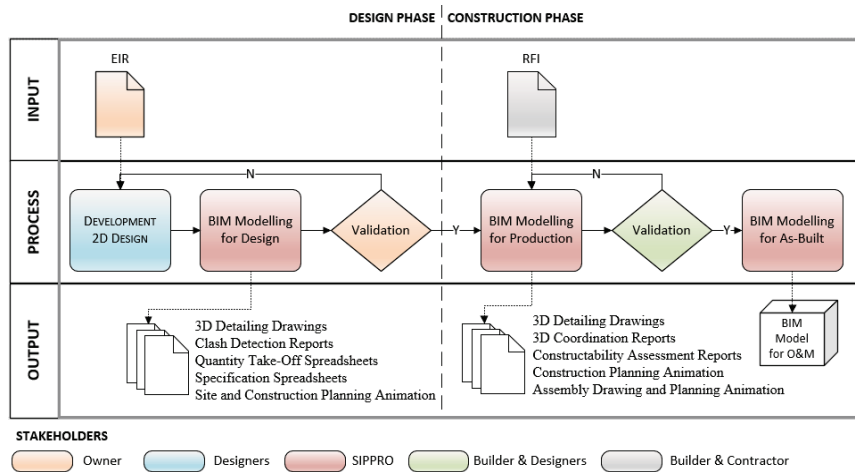 DESIGN PHASE
CONSTRUCTION PHASE
INPUT
EIR
RFI
PROCESS
N
N
DEVELOPMENT
2D DESIGN
BIM Modelling
for Design
Validation
Y
BIM Modelling
for Production
Validation
Y
BIM Modelling
for As-Built
OUTPUT
3D Detailing Drawings
Clash Detection Reports
Quantity Take-Off Spreadsheets
Specification Spreadsheets
Site and Construction Planning Animation
3D Detailing Drawings
3D Coordination Reports
Constructability Assessment Reports
Construction Planning Animation
Assembly Drawing and Planning Animation
BIM
Model
for O&M
STAKEHOLDERS
Owner
Designers
SIPPRO
Builder & Designers
Builder & Contractor